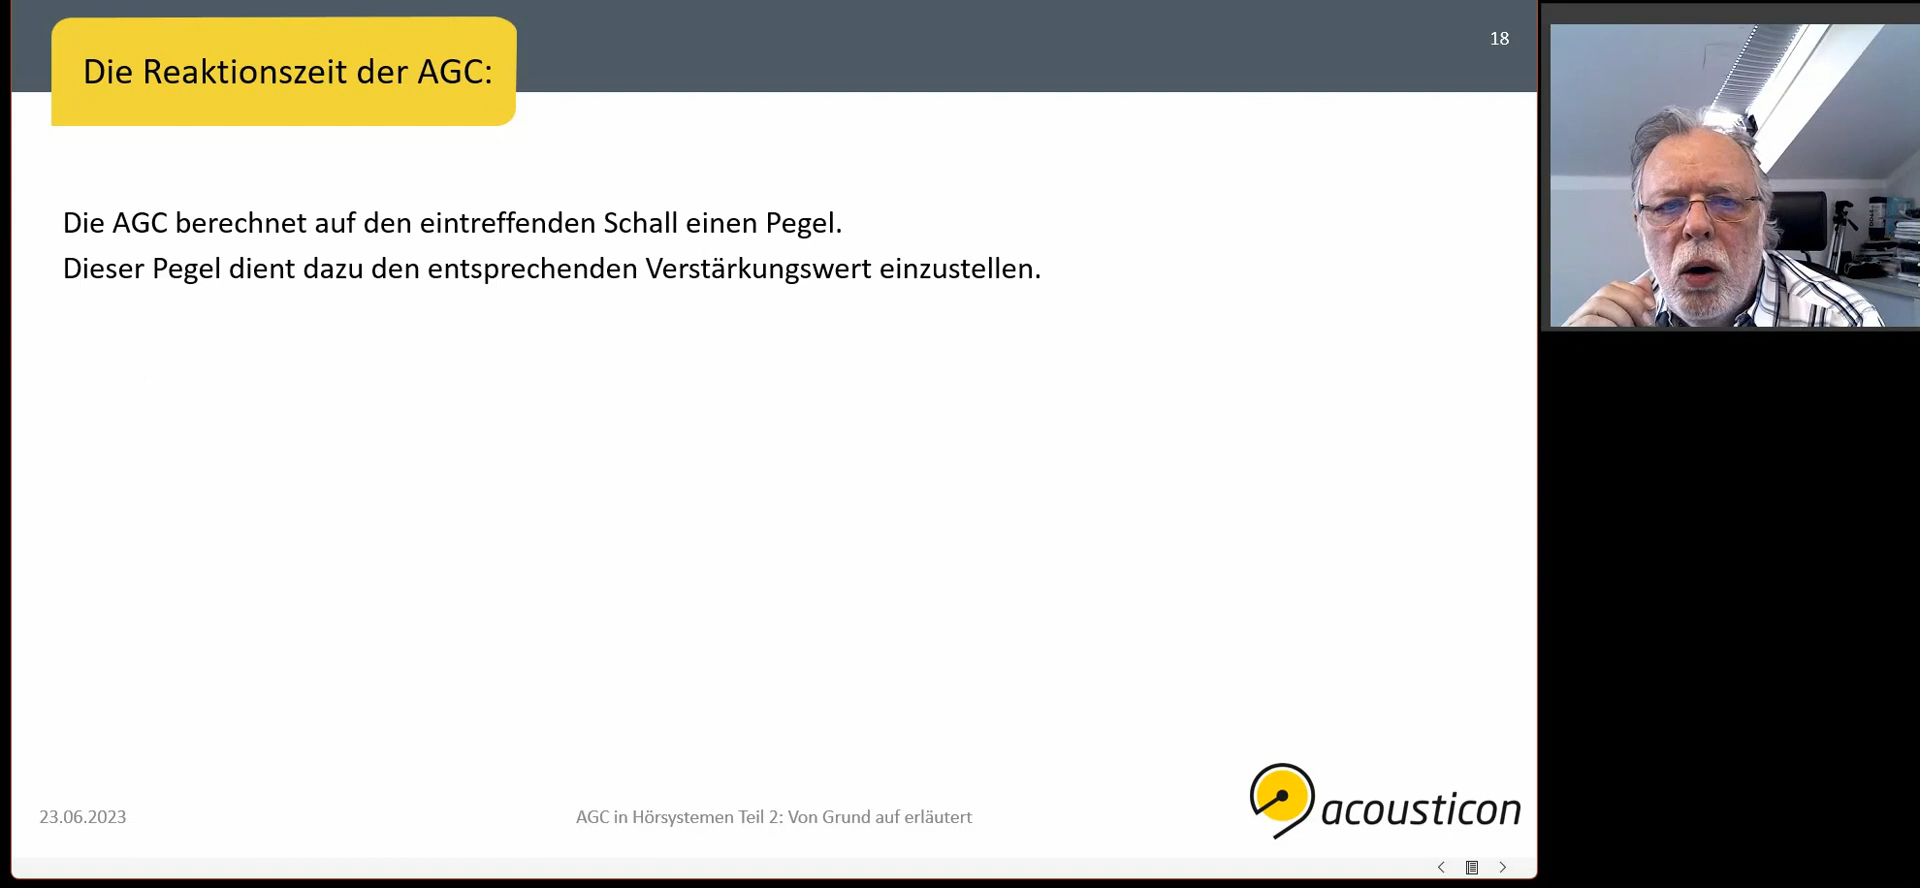 18
Die Reaktionszeit der AGC:
Die AGC berechnet auf den eintreffenden Schall einen Pegel.
Dieser Pegel dient dazu den entsprechenden Verstärkungswert einzustellen.
23.06.2023
AGC in Hörsystemen Teil 2: Von Grund auf erläutert
acousticon